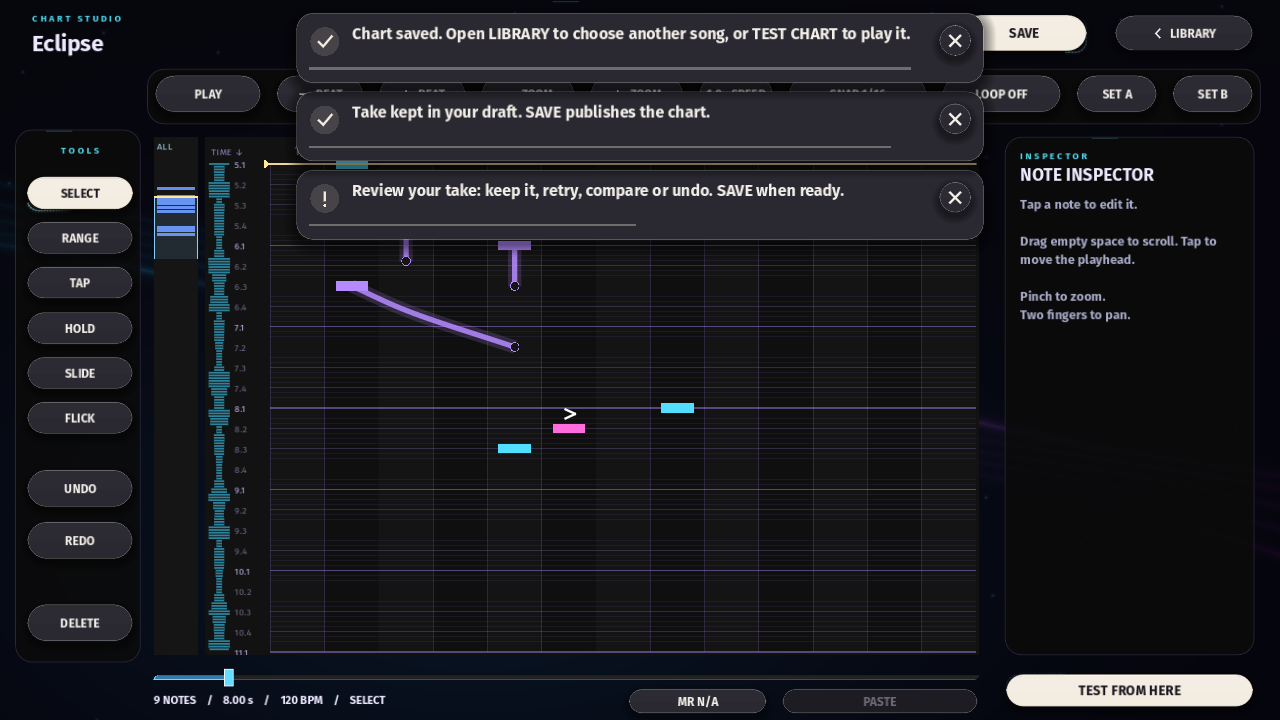 CHART STUDIO
Eclipse
Chart saved. Open LIBRARY to choose another song, or TEST CHART to play it.
SAVE
LIBRARY
PLAY
LOOP OFF
SET A
SET B
Take kept in your draft. SAVE publishes the chart.
Review your take: keep it, retry, compare or undo. SAVE when ready.
TOOLS
SELECT
RANGE
TAP
HOLD
SLIDE
FLICK
UNDO
REDO
DELETE
ALL
TIME ↓
5.1
5.2
5.3
5.4
6.1
6.2
6.3
6.4
7.1
7.2
7.3
7.4
8.1
8.2
8.3
8.4
9.1
9.2
9.3
9.4
10.1
10.2
10.3
10.4
11.1
>
INSPECTOR
NOTE INSPECTOR
Tap a note to edit it.
Drag empty space to scroll. Tap to
move the playhead.
Pinch to zoom.
Two fingers to pan.
9 NOTES / 8.00 s / 120 BPM / SELECT
MR N/A
PASTE
TEST FROM HERE